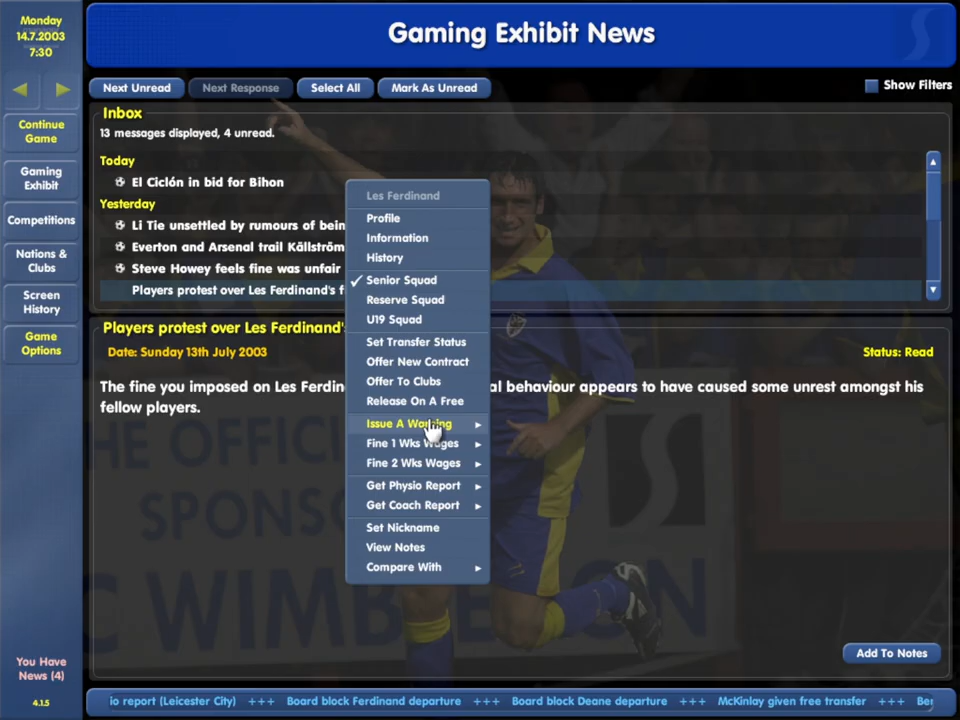 Monday
14.7.2003
7:30
Continue
Game
Gaming
Exhibit
Competitions
Nations &
Clubs
Screen
History
Game
Options
You Have
News (4)
4.1.5
Gaming Exhibit News
Next Unread
Next Response
Select All
Mark As Unread
Show Filters
Inbox
13 messages displayed, 4 unread.
Today
El Ciclón in bid for Bihon
Yesterday
Li Tie unsettled by rumours of
Everton and Arsenal trail Källström
Steve Howey feels fine was unfair
Players protest over Les Ferdinand's
Les Ferdinand
Profile
Information
History
Senior Squad
Reserve Squad
U19 Squad
Set Transfer Status
Offer New Contract
Offer To Clubs
Release On A Free
Issue A
Fine 1 Wks Wages
Fine 2 Wks Wages
Get Physio Report
Get Coach Report
Set Nickname
View Notes
Compare With
Players protest over Les Ferdinand's
Date: Sunday 13th July 2003
Status: Read
The fine you imposed on Les behaviour appears to have caused some unrest amongst his
fellow players.
THE OFFICI
SPONS
C WIMB ON
Add To Notes
io report (Leicester City) +++ Board block Ferdinand departure +++ Board block Deane departure +++ McKinlay given free transfer +++